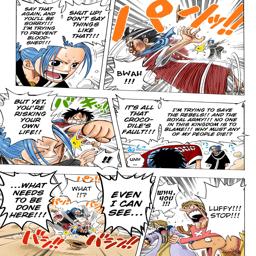 BWAH
!!!
SHUT UP!
DON'T SAY
THINGS
LIKE
THAT!!!
SAY THAT
AGAIN, AND
YOU'LL BE
SORRY!!!
I'M TRYING
TO PREVENT
BLOOD-
SHED!!!
I'M TRYING TO SAVE
THE REBELS!! AND THE
ROYAL ARMY!! NO ONE
IN THIS KINGDOM IS TO
BLAME!!! WHY MUST ANY
OF MY PEOPLE DIE!?
IT'S ALL
THAT
CROCO-
DILE'S
FAULT!!!
BUT YET,
YOU'RE
RISKING
YOUR
OWN
LIFE!!
LUFFY!!!
STOP!!!
WHY
YOU
!!!
EVEN I
CAN
SEE...
WHAT
!!?
...WHAT
NEEDS
TO BE
DONE
HERE!!!